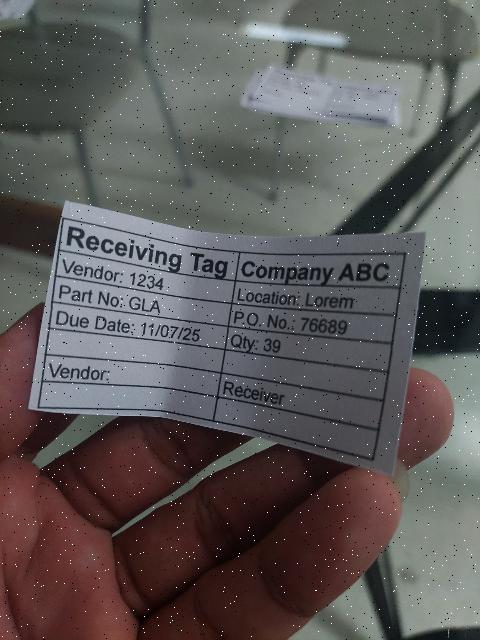 Receiving Tag Company ABC
Vendor: 1234 Location: Lorem
Part No: GLA P.O. No.: 76689
Due Date: 11/07/25 Qty: 39
Vendor: Receiver